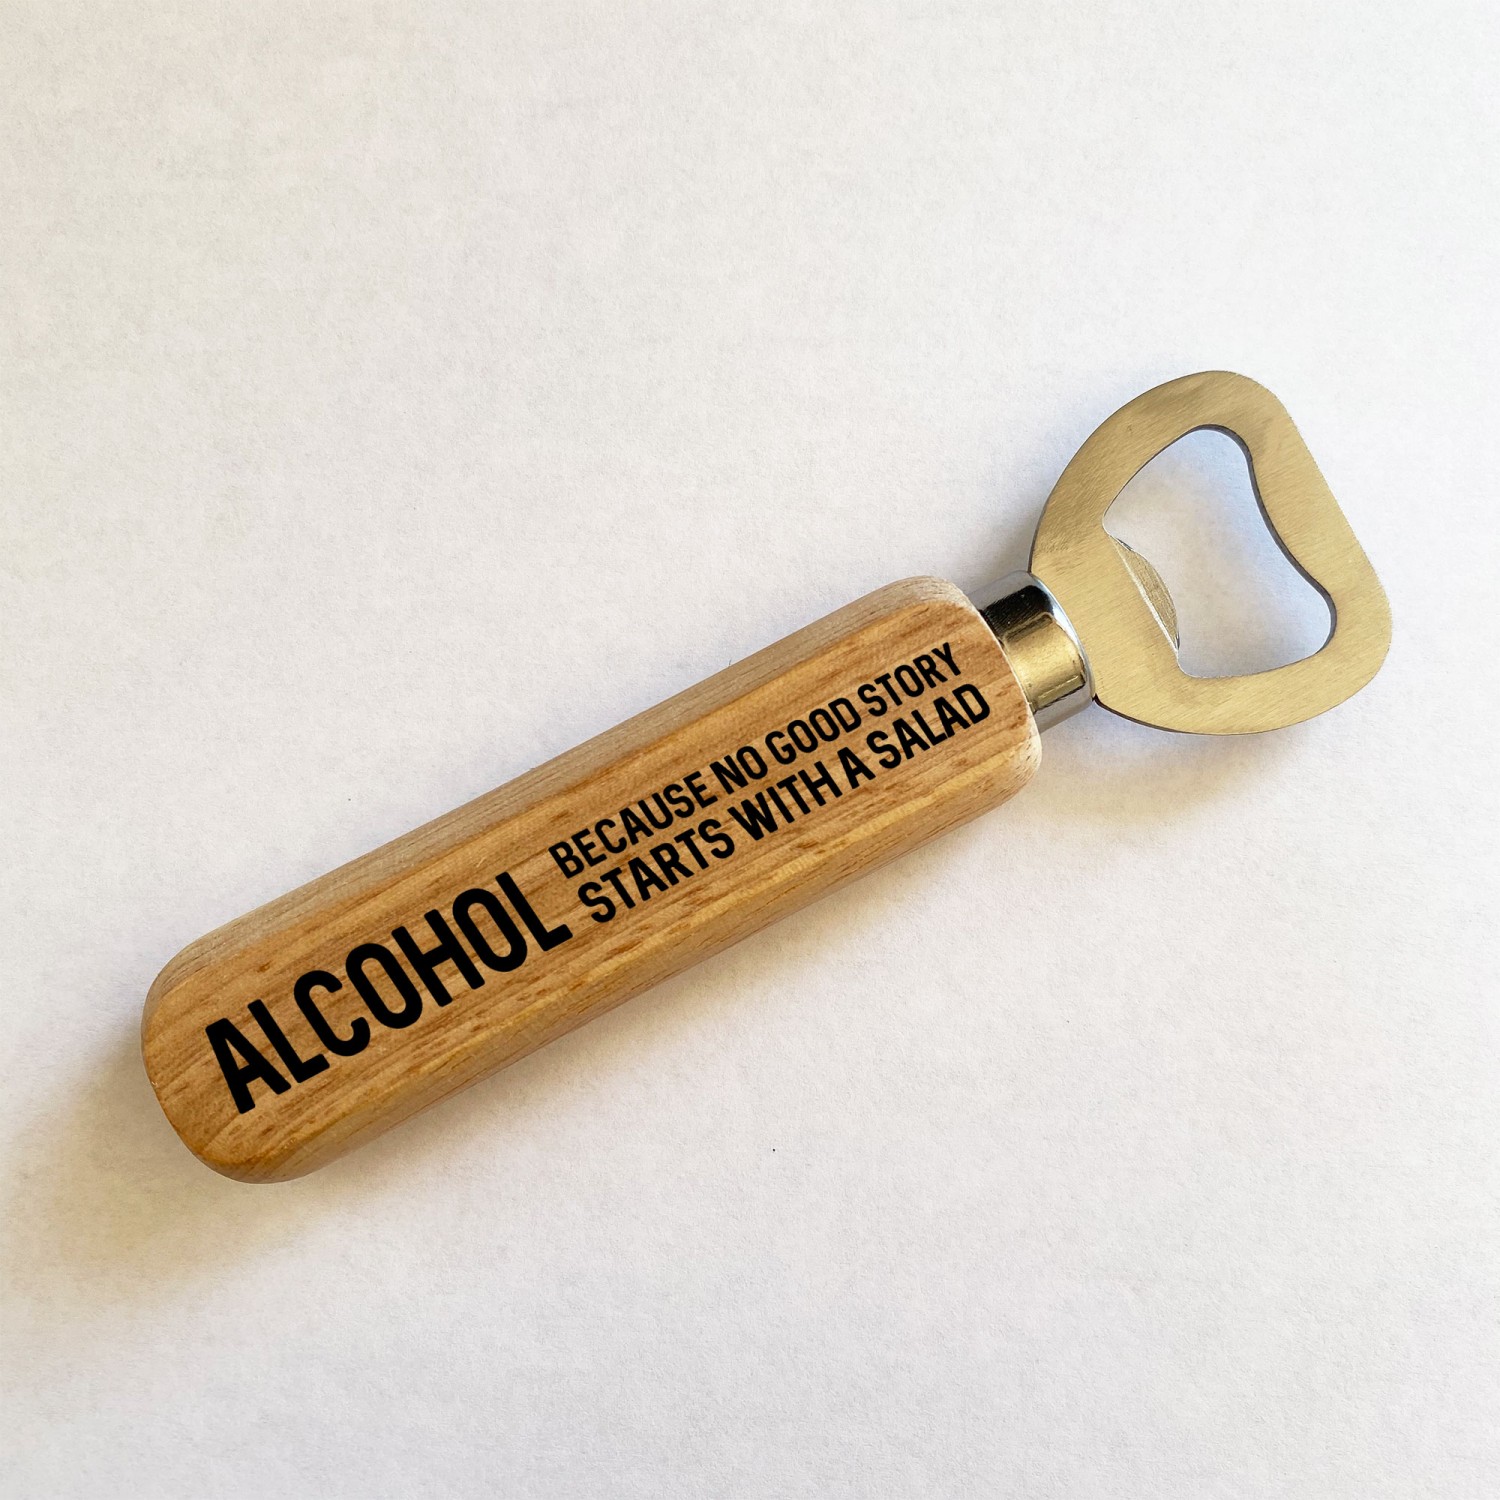 ALCOHOL
BECAUSE NO GOOD STORY
STARTS WITH A SALAD